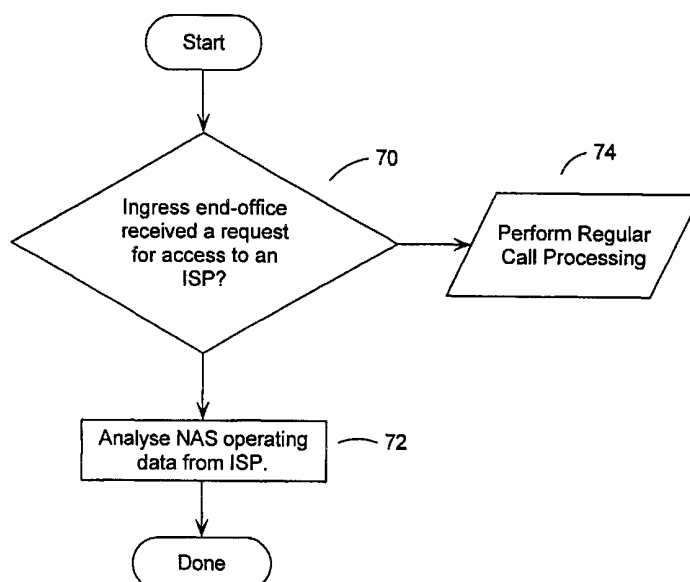 Start
70
74
Ingress end-office
received a request
for access to an
ISP?
Perform Regular
Call Processing
Analyse NAS operating
data from ISP.
72
Done